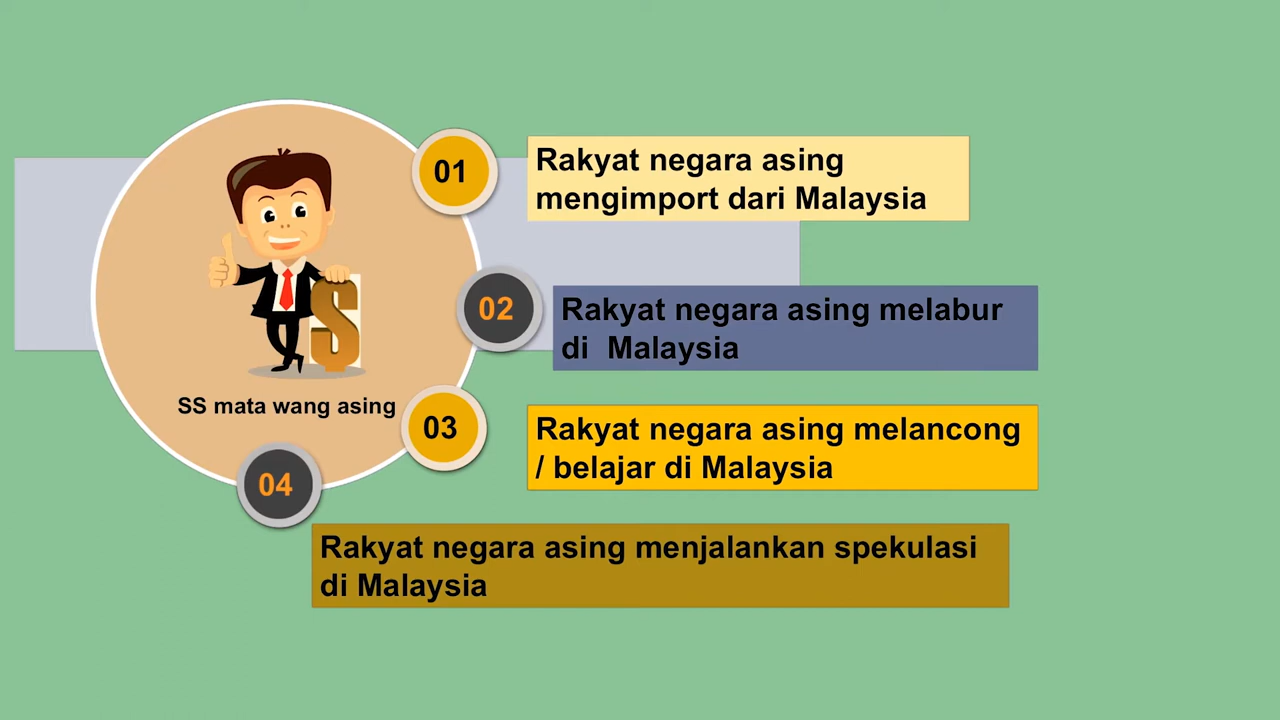 01
Rakyat negara asing
mengimport dari Malaysia
02
Rakyat negara asing melabur
di  Malaysia
SS mata wang asing
03
Rakyat negara asing melancong
/ belajar di Malaysia
04
Rakyat negara asing menjalankan spekulasi
di Malaysia